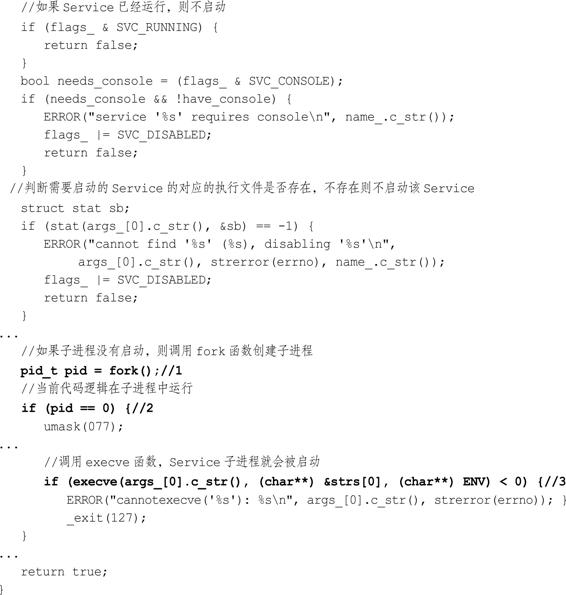 //如果 Service 已经运行，则不启动
if (flags_ & SVC_RUNNING) {
return false;
}
bool needs_console = (flags_ & SVC_CONSOLE);
if (needs_console && !have_console) {
ERROR("service '%s' requires console\n", name_.c_str());
flags_ |= SVC_DISABLED;
return false;
}
//判断需要启动的 Service 的对应的执行文件是否存在，不存在则不启动该 Service
struct stat sb;
if (stat(args_[0].c_str(), &sb) == -1) {
ERROR("cannot find '%s' (%s), disabling '%s'\n",
args_[0].c_str(), strerror(errno), name_.c_str());
flags_ |= SVC_DISABLED;
return false;
}
...
//如果子进程没有启动，则调用 fork 函数创建子进程
pid_t pid = fork();//1
//当前代码逻辑在子进程中运行
if (pid == 0) {//2
umask(077);
...
//调用 execve 函数，Service 子进程就会被启动
if (execve(args_[0].c_str(), (char**) &strs[0], (char**) ENV) < 0) {//3
ERROR("cannotexecve('%s'): %s\n", args_[0].c_str(), strerror(errno)); }
_exit(127);
}
...
return true;
}